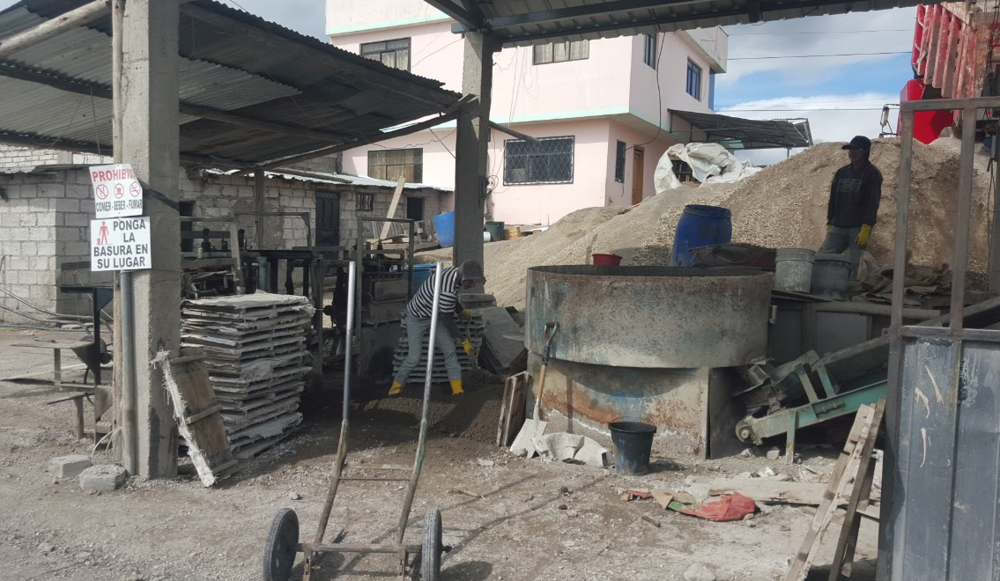 PROHIBIDO
COMER - BEBER - FUMAR
PONGA
LA
BASURA EN
SU LUGAR